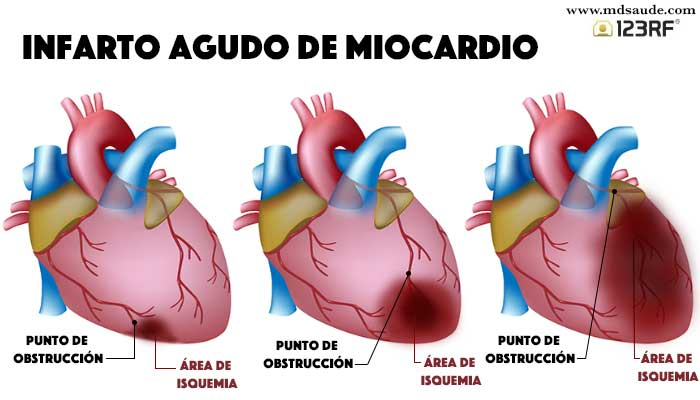 www.mdsaude.com
123RF®
INFARTO AGUDO DE MIOCARDIO
PUNTO DE
OBSTRUCCIÓN
ÁREA DE
ISQUEMIA
PUNTO DE
OBSTRUCCIÓN
ÁREA DE
ISQUEMIA
PUNTO DE
OBSTRUCCIÓN
ÁREA DE
ISQUEMIA